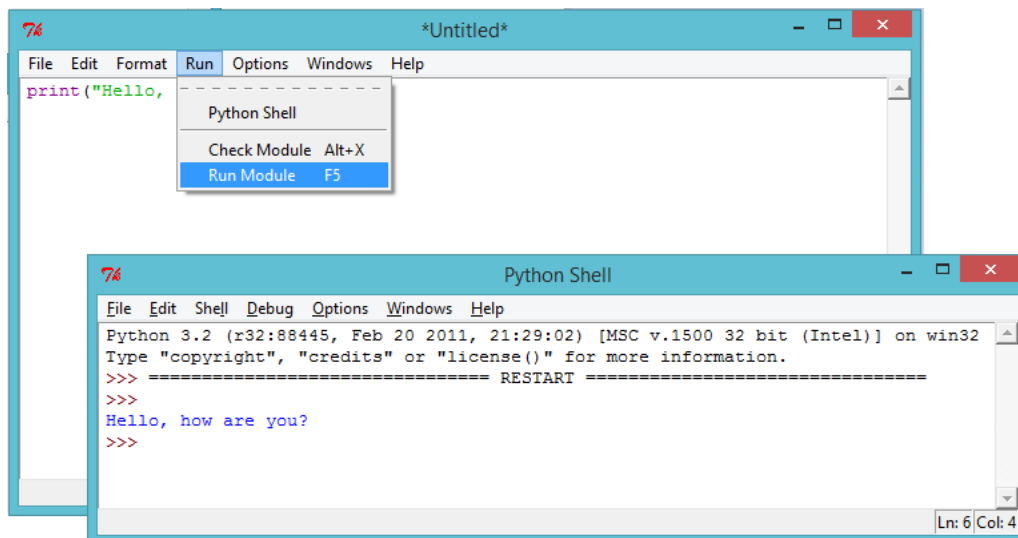 *Untitled*
File Edit Format Run Options Windows Help
print("Hello,
Python Shell
Check Module Alt+X
Run Module F5
Python Shell
File Edit Shell Debug Options Windows Help
Python 3.2 (r32:88445, Feb 20 2011, 21:29:02) [MSC v.1500 32 bit (Intel)] on win32
Type "copyright", "credits" or "license()" for more information.
>>> ================================ RESTART ================================
>>>
Hello, how are you?
>>>
Ln: 6 Col: 4